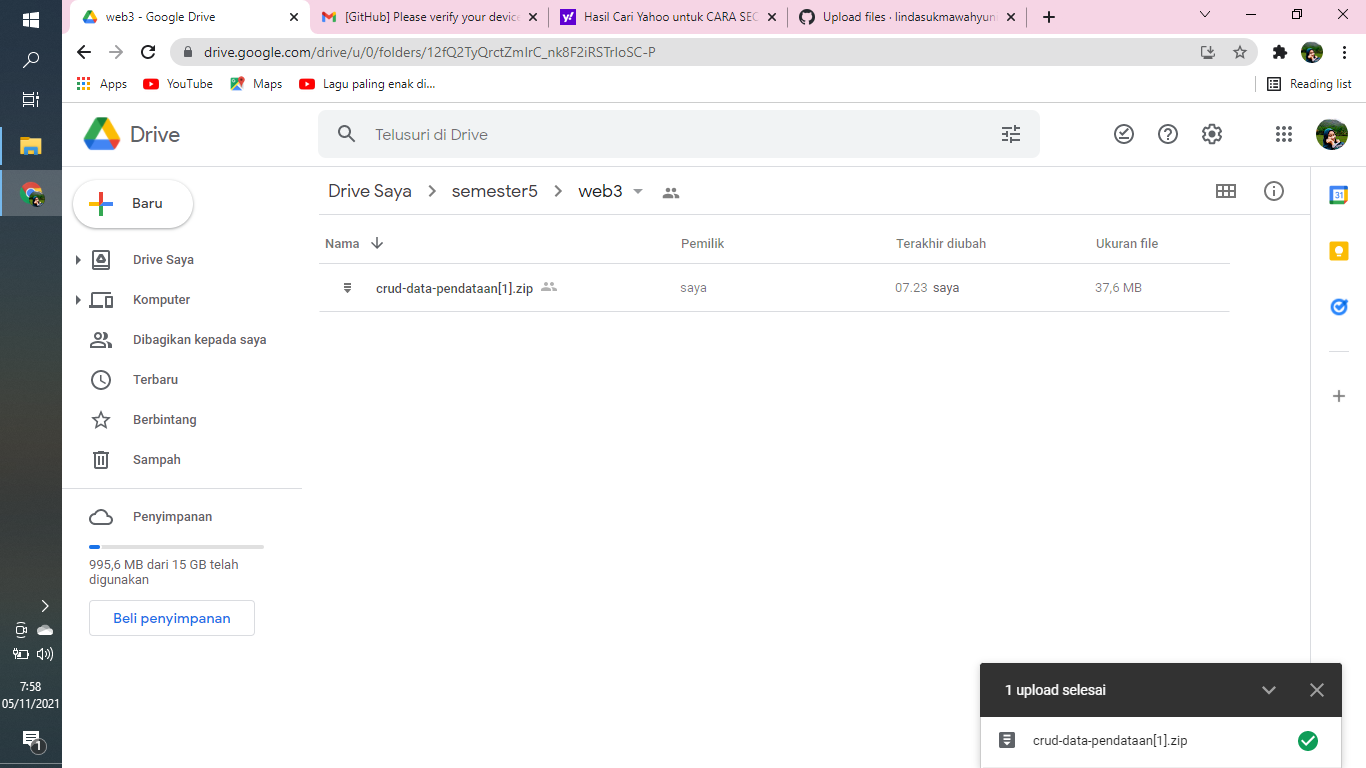 web3 - Google Drive
[GitHub] Please verify your device
Hasil Cari Yahoo untuk CARA SEC
Upload files · lindasukmawahyuni
drive.google.com/drive/u/0/folders/12fQ2TyQrctZmIrC_nk8F2iRSTrIoSC-P
Apps
YouTube
Maps
Lagu paling enak di...
Reading list
Drive
Telusuri di Drive
Baru
Drive Saya
Komputer
Dibagikan kepada saya
Terbaru
Berbintang
Sampah
Penyimpanan
995,6 MB dari 15 GB telah
digunakan
Beli penyimpanan
Drive Saya > semester5 > web3
Nama Pemilik Terakhir diubah Ukuran file
crud-data-pendataan[1].zip saya 07.23 saya 37,6 MB
31
1 upload selesai
crud-data-pendataan[1].zip
7:58
05/11/2021
1